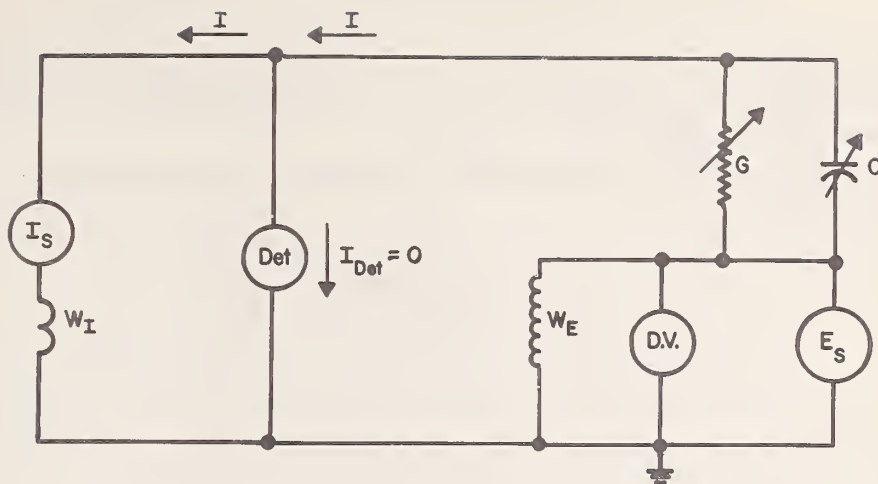 I I
G
C
I_S
Det
I_Det = 0
W_I
W_E
D.V.
E_S